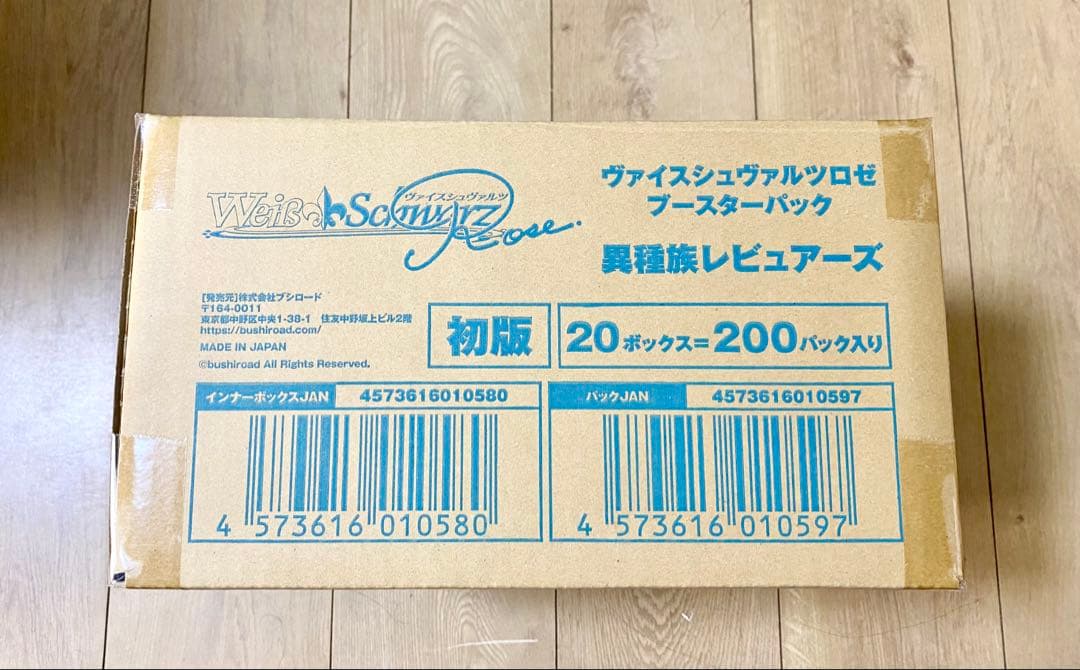 Weiß Schwarz
ヴァイスシュヴァルツ
Rose
ヴァイスシュヴァルツロゼ
ブースターパック
異種族レビュアーズ
[発売元]株式会社ブシロード
〒164-0011
東京都中野区中央1-38-1 住友中野坂上ビル2階
https://bushiroad.com/
MADE IN JAPAN
©bushiroad All Rights Reserved.
初版
20ボックス=200パック入り
インナーボックスJAN 4573616010580
4 573616 010580
パックJAN 4573616010597
4 573616 010597